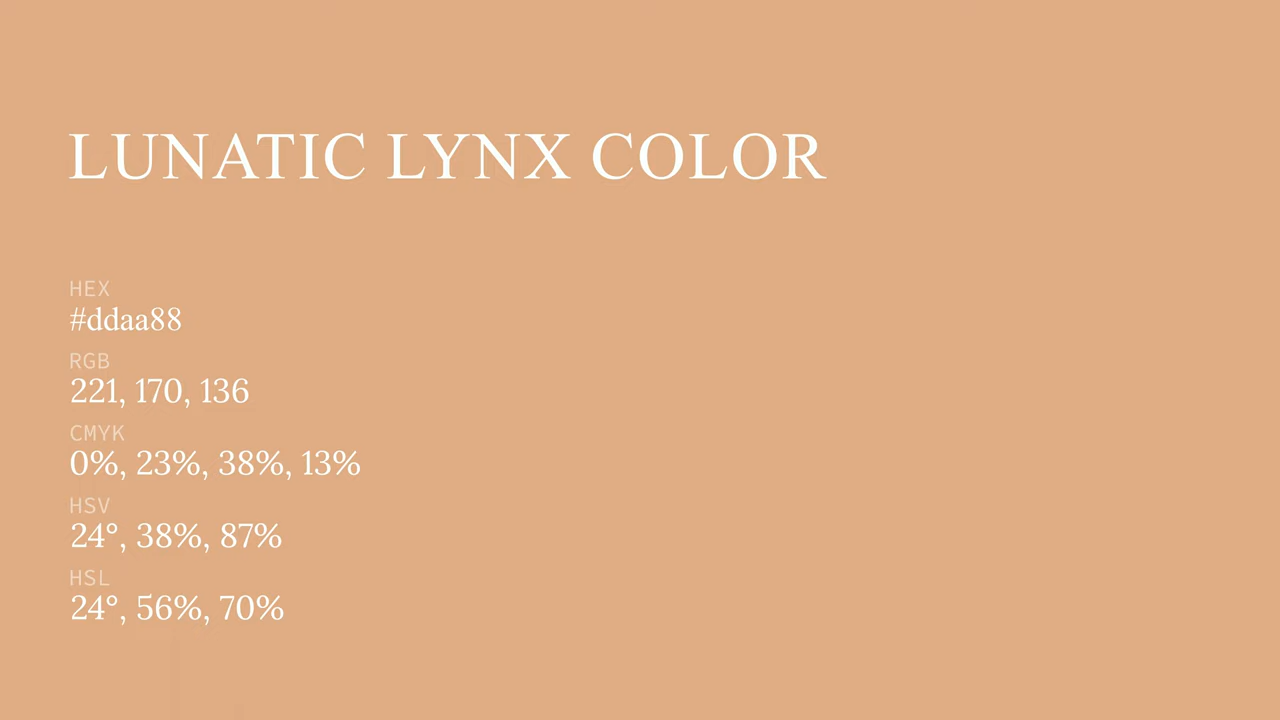 LUNATIC LYNX COLOR
HEX
#ddaa88
RGB
221, 170, 136
CMYK
0%, 23%, 38%, 13%
HSV
24°, 38%, 87%
HSL
24°, 56%, 70%